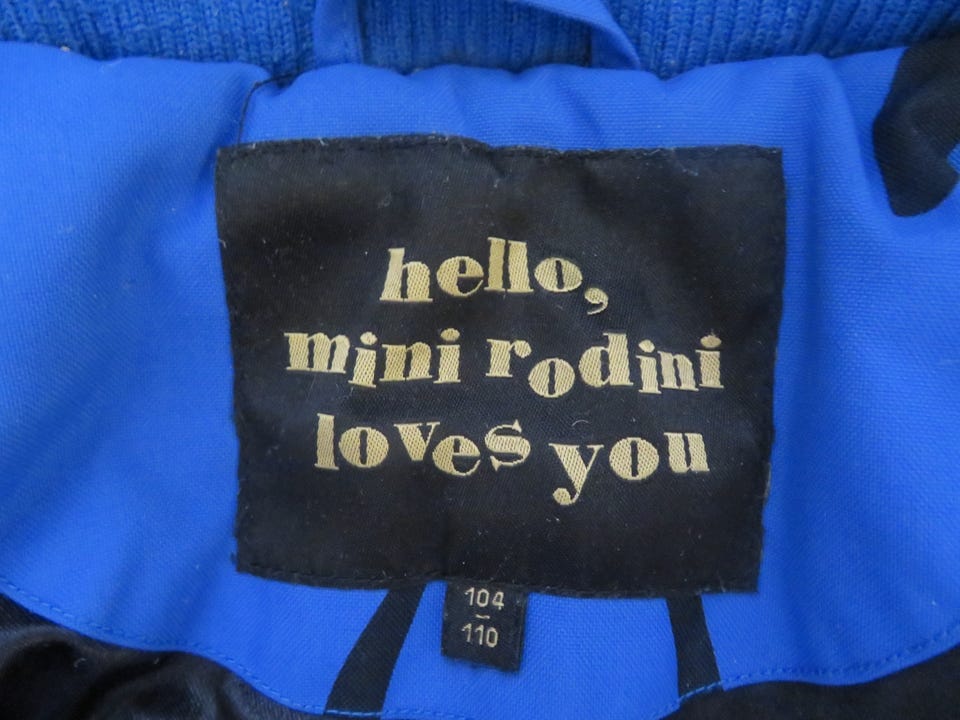 hello,
mini rodini
loves you
104
-
110